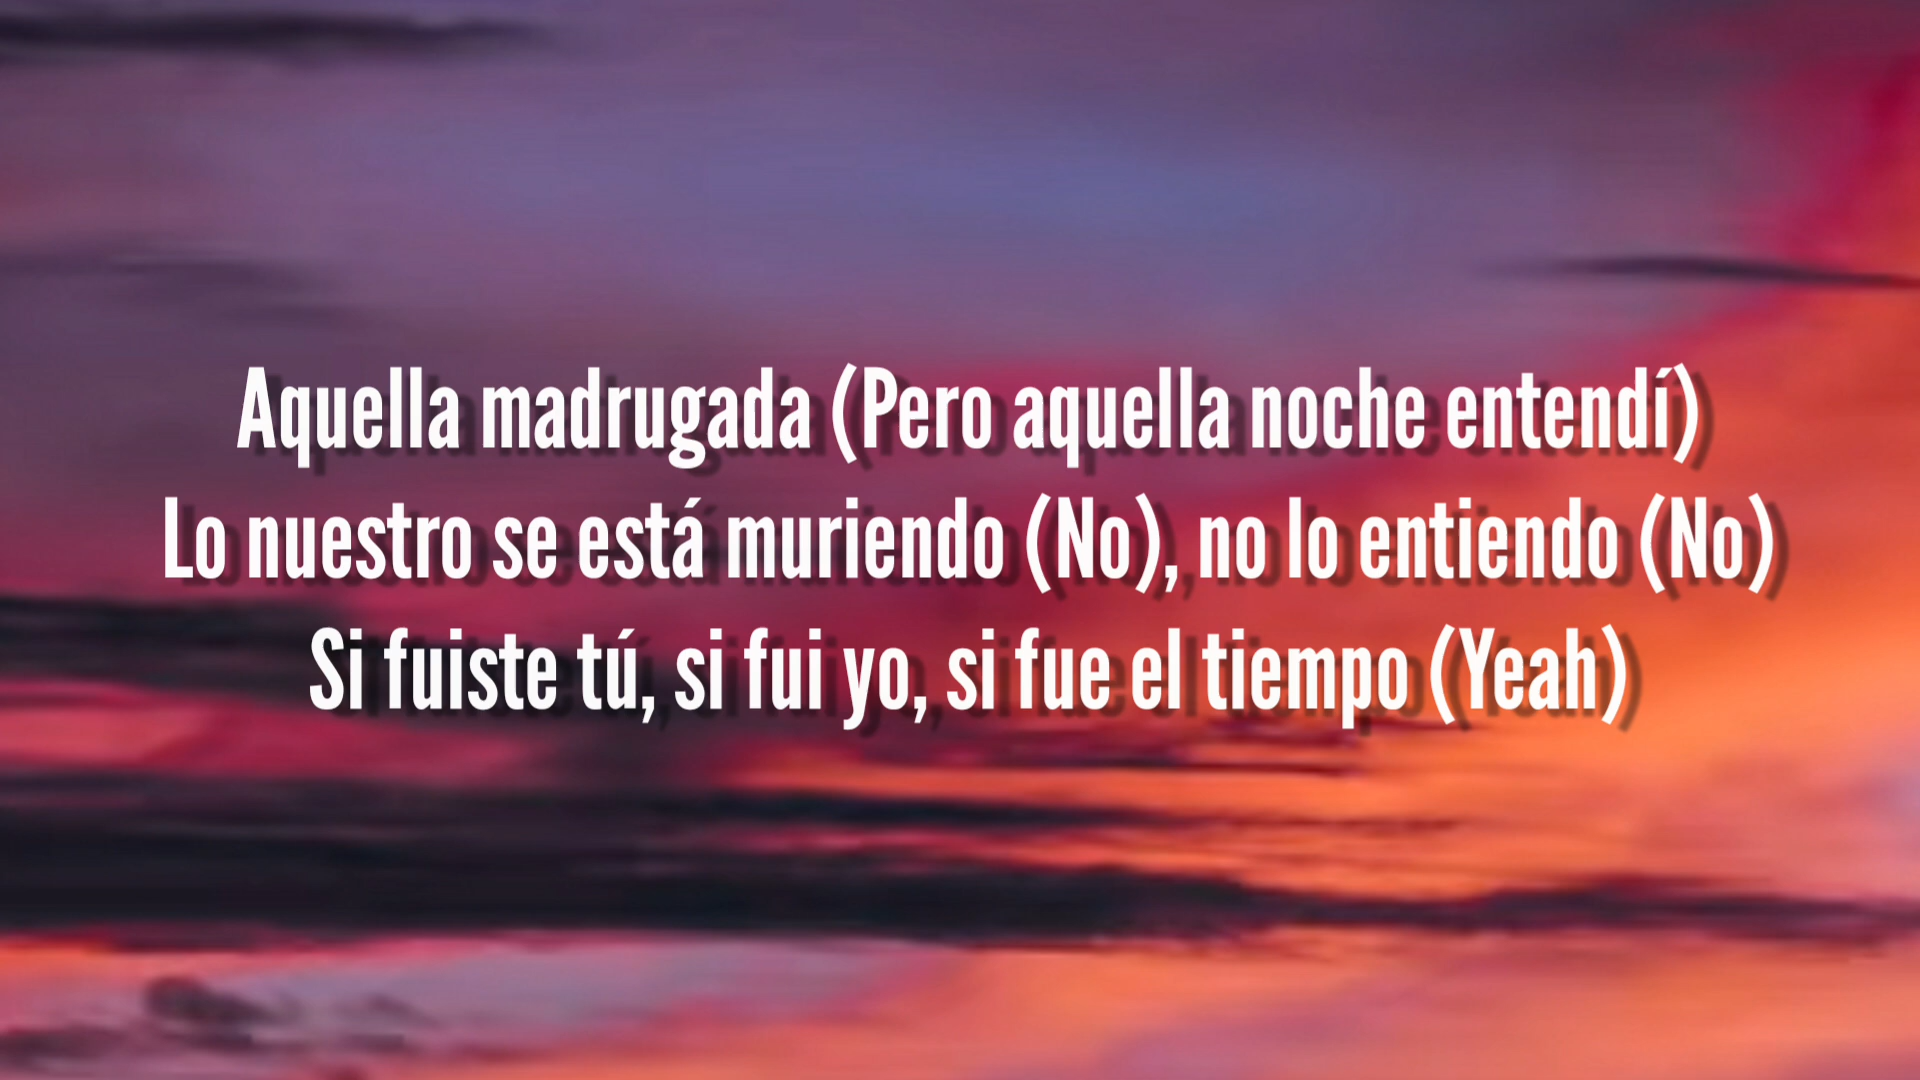 Aquella madrugada (Pero aquella noche entendí)
Lo nuestro se está muriendo (No), no lo entiendo (No)
Si fuiste tú, si fui yo, si fue el tiempo (Yeah)